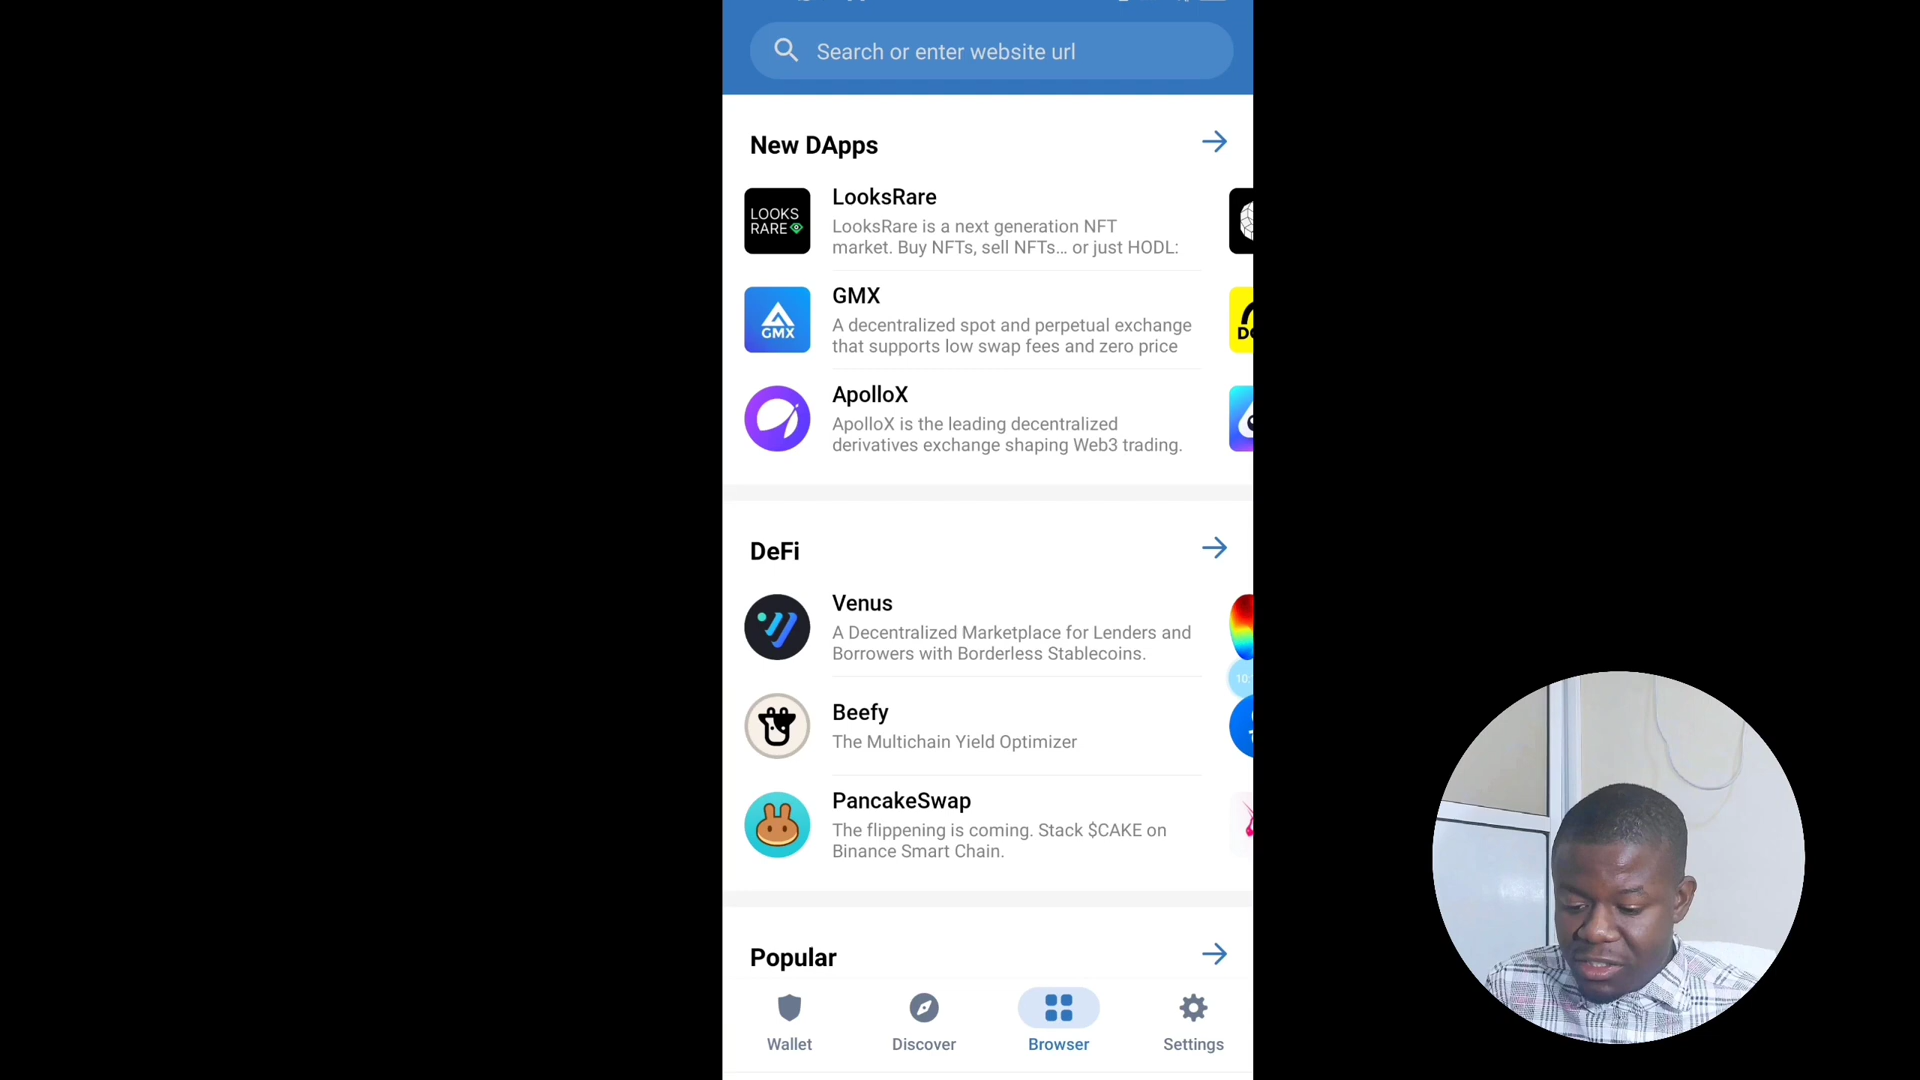 Search or enter website url
New DApps
LOOKS
RARE
LooksRare
LooksRare is a next generation NFT
market. Buy NFTs, sell NFTs... or just HODL:
GMX
GMX
A decentralized spot and perpetual exchange
that supports low swap fees and zero price
ApolloX
ApolloX is the leading decentralized
derivatives exchange shaping Web3 trading.
DeFi
Venus
A Decentralized Marketplace for Lenders and
Borrowers with Borderless Stablecoins.
Beefy
The Multichain Yield Optimizer
PancakeSwap
The flippening is coming. Stack $CAKE on
Binance Smart Chain.
Popular
Wallet
Discover
Browser
Settings